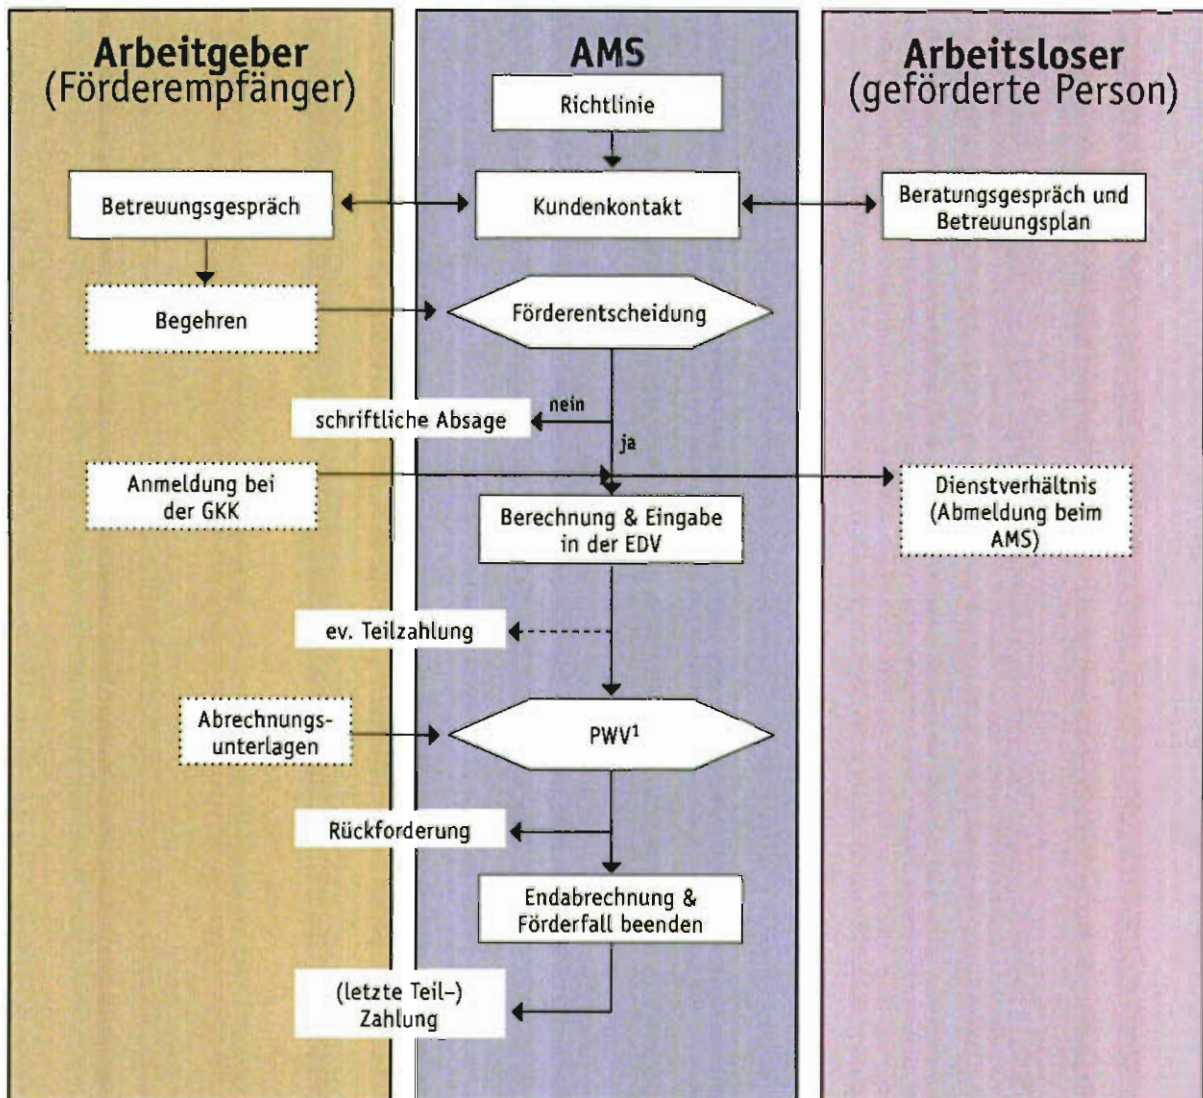 Arbeitgeber
(Förderempfänger)
AMS
Arbeitsloser
(geförderte Person)
Richtlinie
Betreuungsgespräch
Kundenkontakt
Beratungsgespräch und
Betreuungsplan
Begehren
Förderentscheidung
nein
schriftliche Absage
ja
Anmeldung bei
der GKK
Dienstverhältnis
(Abmeldung beim
AMS)
Berechnung & Eingabe
in der EDV
ev. Teilzahlung
Abrechnungs-
unterlagen
PWV¹
Rückforderung
Endabrechnung &
Förderfall beenden
(letzte Teil-)
Zahlung